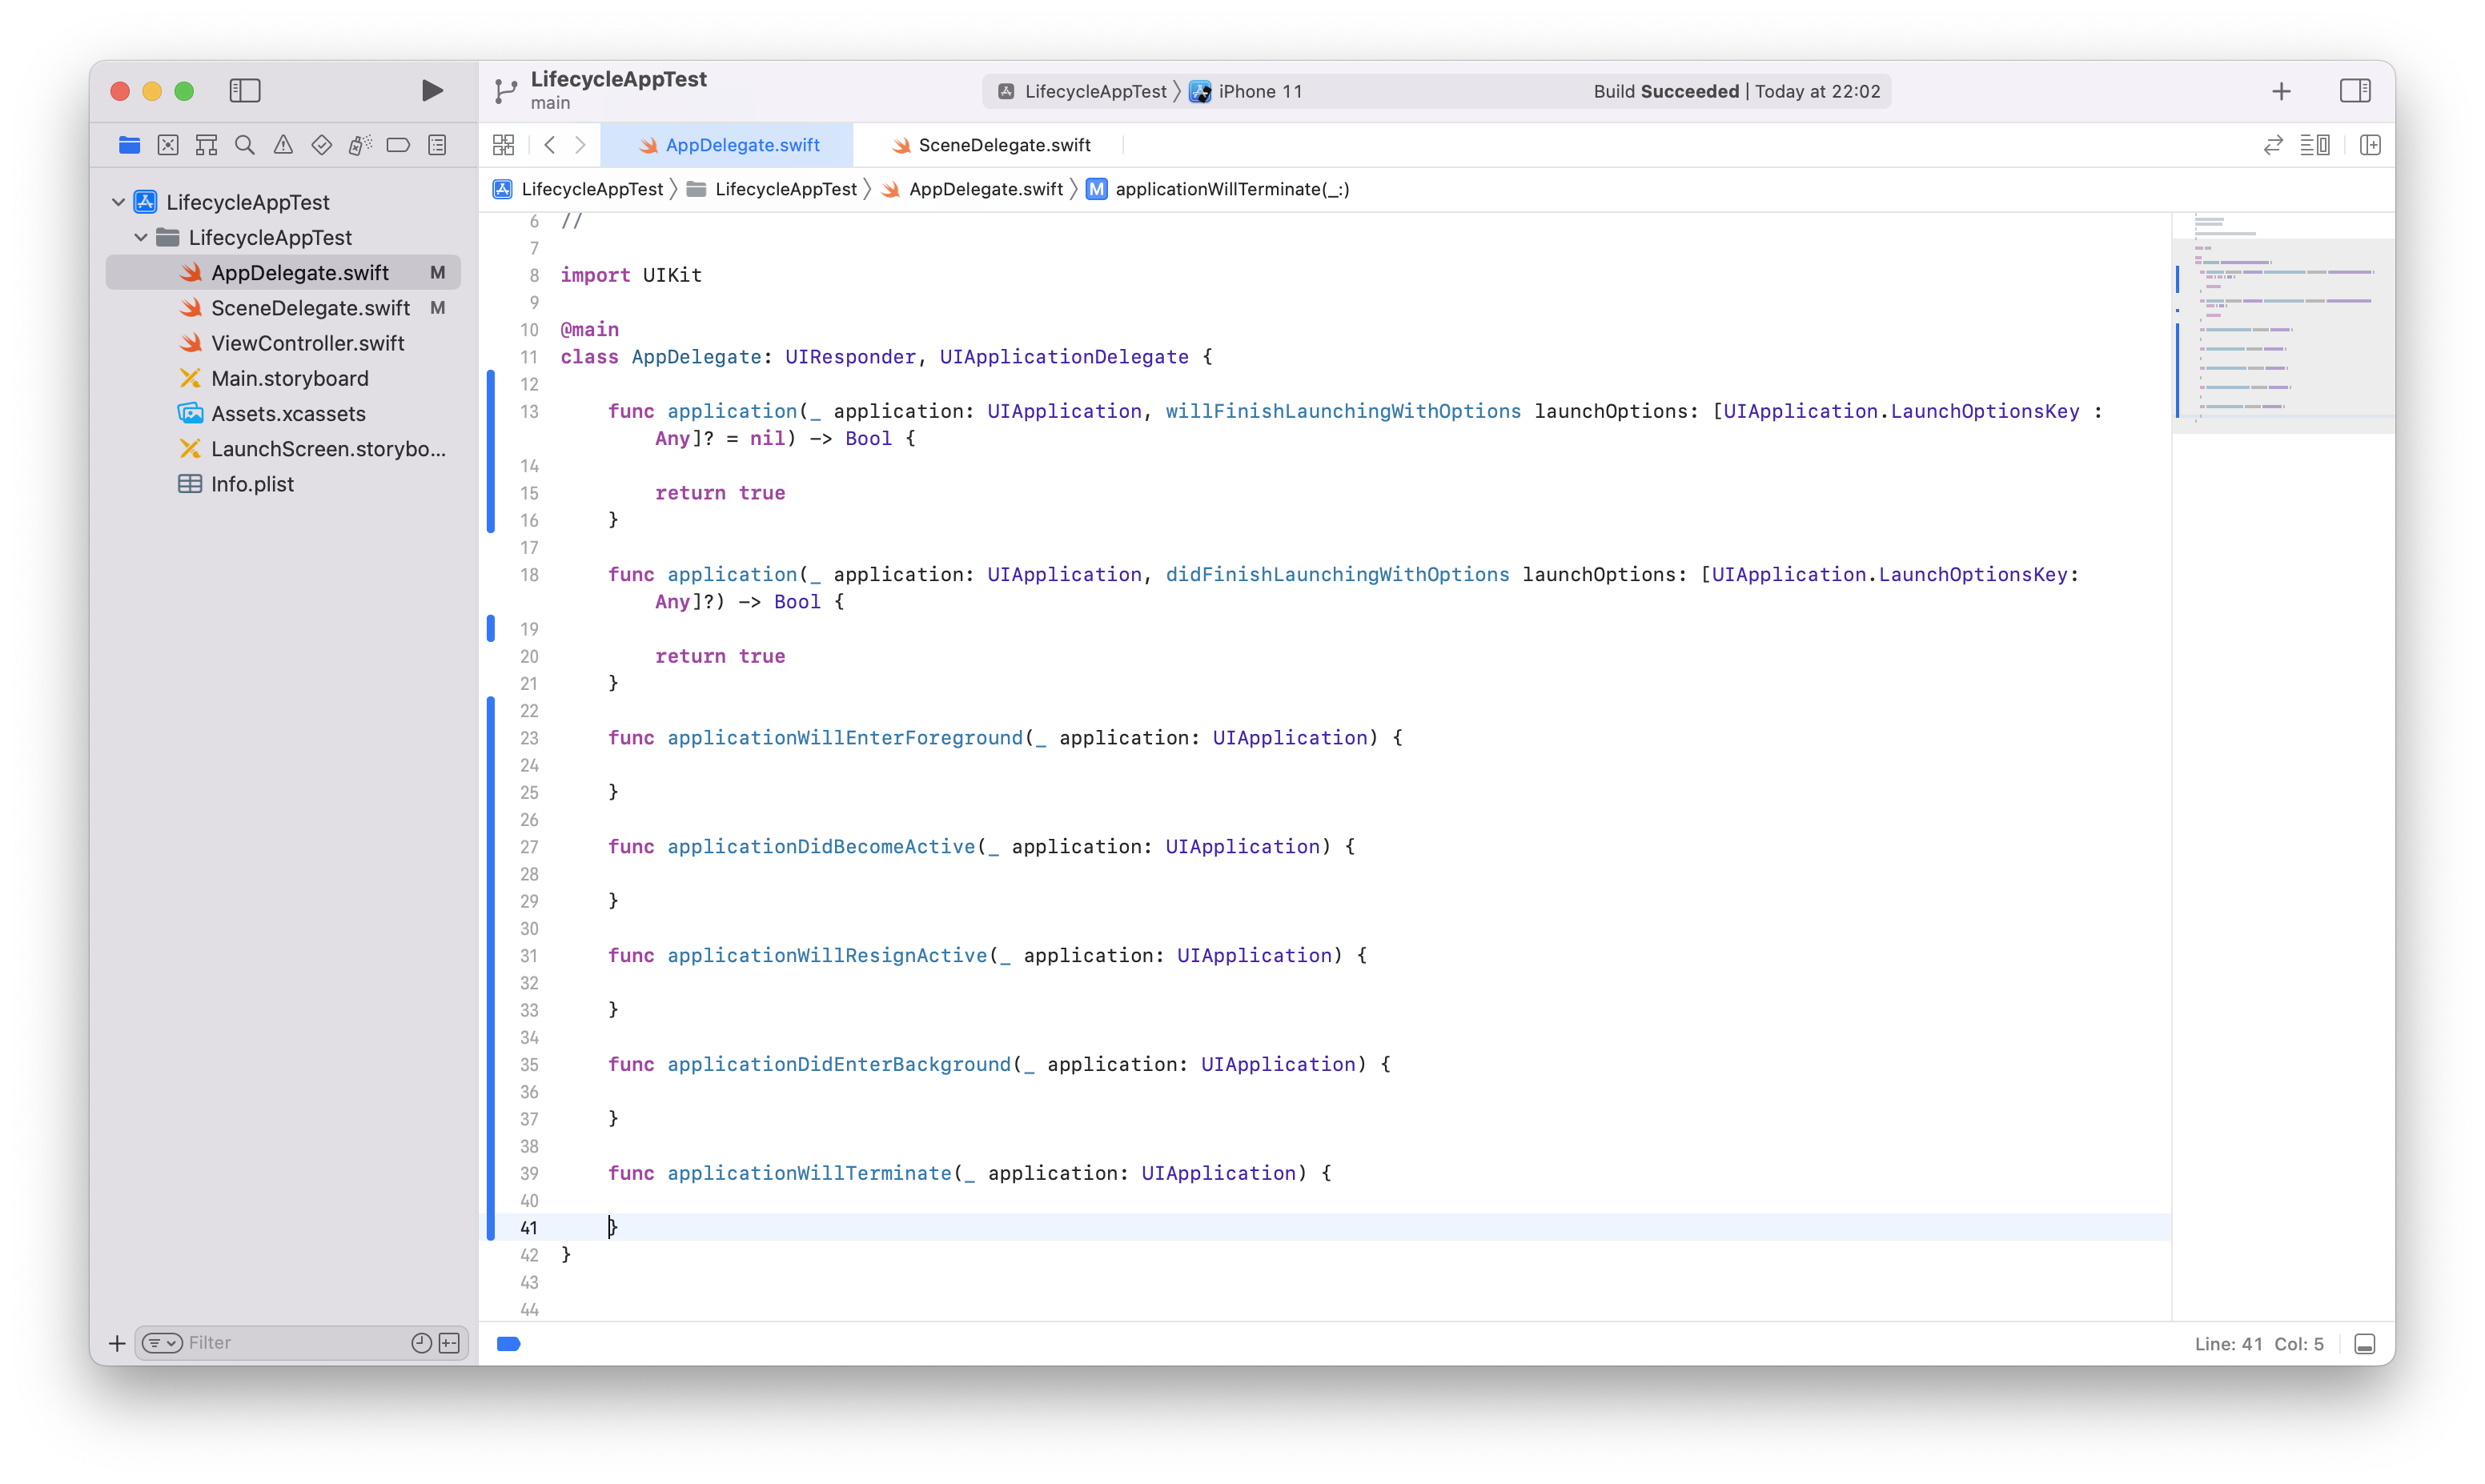 LifecycleAppTest
main
LifecycleAppTest 〉 iPhone 11
Build Succeeded | Today at 22:02
AppDelegate.swift
SceneDelegate.swift
LifecycleAppTest 〉 LifecycleAppTest 〉 AppDelegate.swift 〉 M applicationWillTerminate(_:)
LifecycleAppTest
LifecycleAppTest
AppDelegate.swift M
SceneDelegate.swift M
ViewController.swift
Main.storyboard
Assets.xcassets
LaunchScreen.storybo...
Info.plist
6 //
7
8 import UIKit
9
10 @main
11 class AppDelegate: UIResponder, UIApplicationDelegate {
12
13 func application(_ application: UIApplication, willFinishLaunchingWithOptions launchOptions: [UIApplication.LaunchOptionsKey :
Any]? = nil) -> Bool {
14
15 return true
16 }
17
18 func application(_ application: UIApplication, didFinishLaunchingWithOptions launchOptions: [UIApplication.LaunchOptionsKey:
Any]?) -> Bool {
19
20 return true
21 }
22
23 func applicationWillEnterForeground(_ application: UIApplication) {
24
25 }
26
27 func applicationDidBecomeActive(_ application: UIApplication) {
28
29 }
30
31 func applicationWillResignActive(_ application: UIApplication) {
32
33 }
34
35 func applicationDidEnterBackground(_ application: UIApplication) {
36
37 }
38
39 func applicationWillTerminate(_ application: UIApplication) {
40
41 }
42 }
43
44
Filter
Line: 41 Col: 5